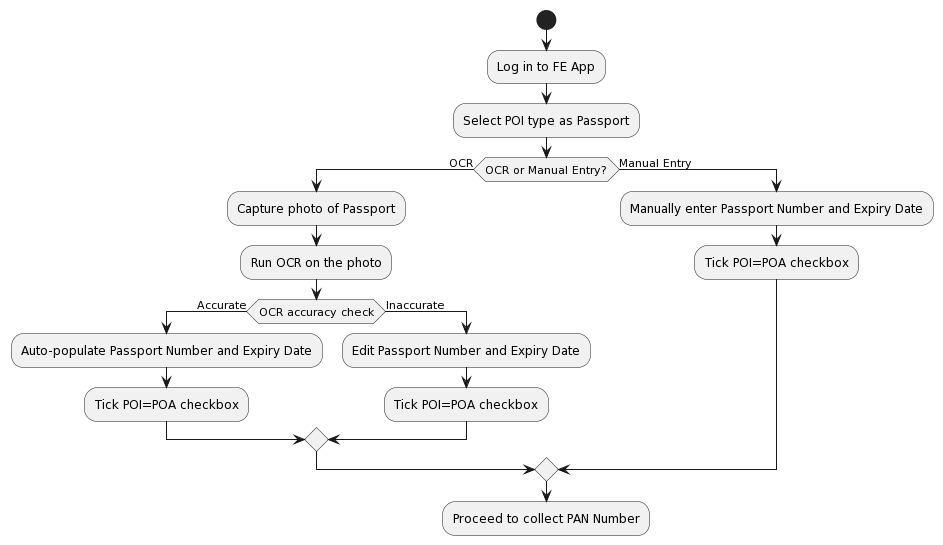 Log in to FE App
Select POI type as Passport
OCR
OCR or Manual Entry?
Manual Entry
Capture photo of Passport
Manually enter Passport Number and Expiry Date
Run OCR on the photo
Tick POI=POA checkbox
Accurate
OCR accuracy check
Inaccurate
Auto-populate Passport Number and Expiry Date
Edit Passport Number and Expiry Date
Tick POI=POA checkbox
Tick POI=POA checkbox
Proceed to collect PAN Number